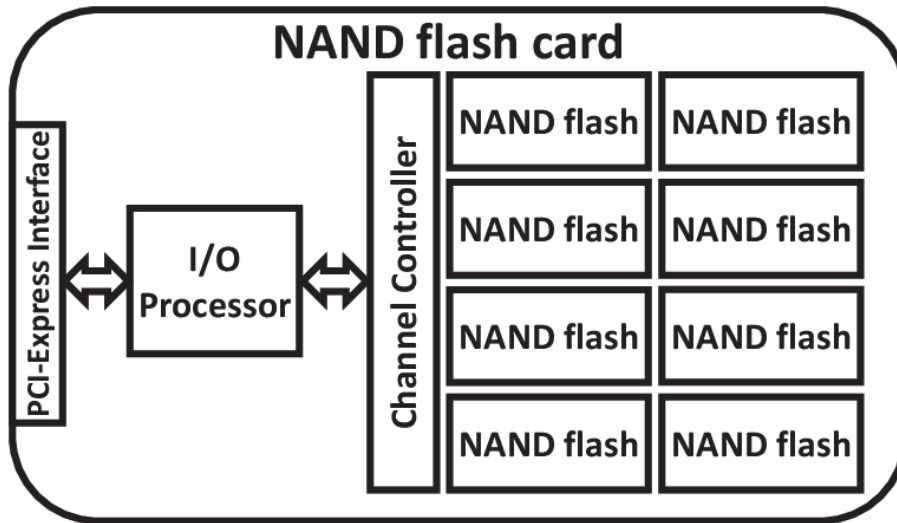 NAND flash card
PCI-Express Interface
I/O
Processor
Channel Controller
NAND flash NAND flash
NAND flash NAND flash
NAND flash NAND flash
NAND flash NAND flash